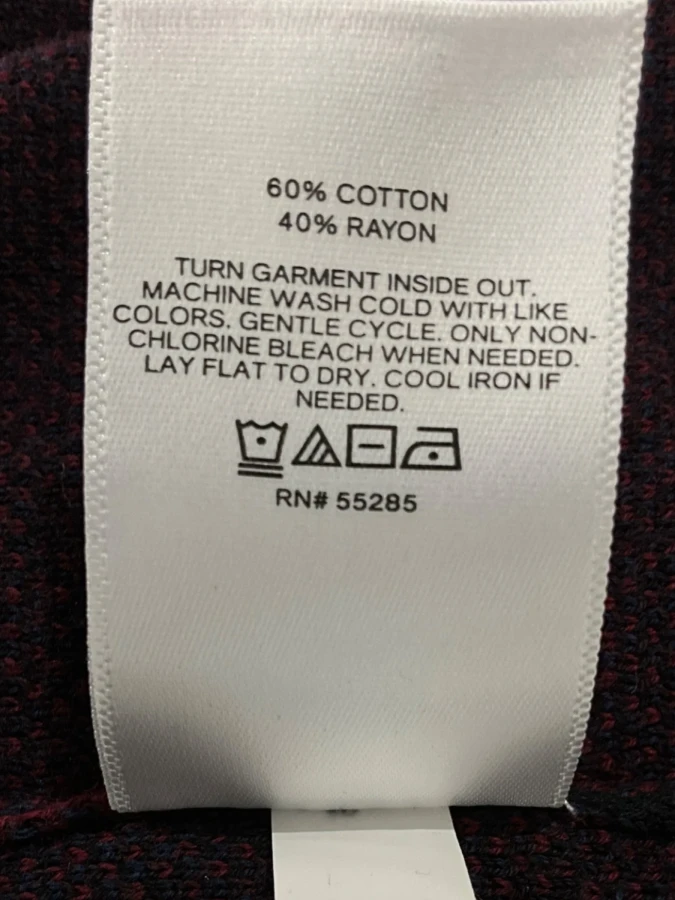 60% COTTON
40% RAYON
TURN GARMENT INSIDE OUT.
MACHINE WASH COLD WITH LIKE
COLORS. GENTLE CYCLE. ONLY NON-
CHLORINE BLEACH WHEN NEEDED.
LAY FLAT TO DRY. COOL IRON IF
NEEDED.
RN# 55285